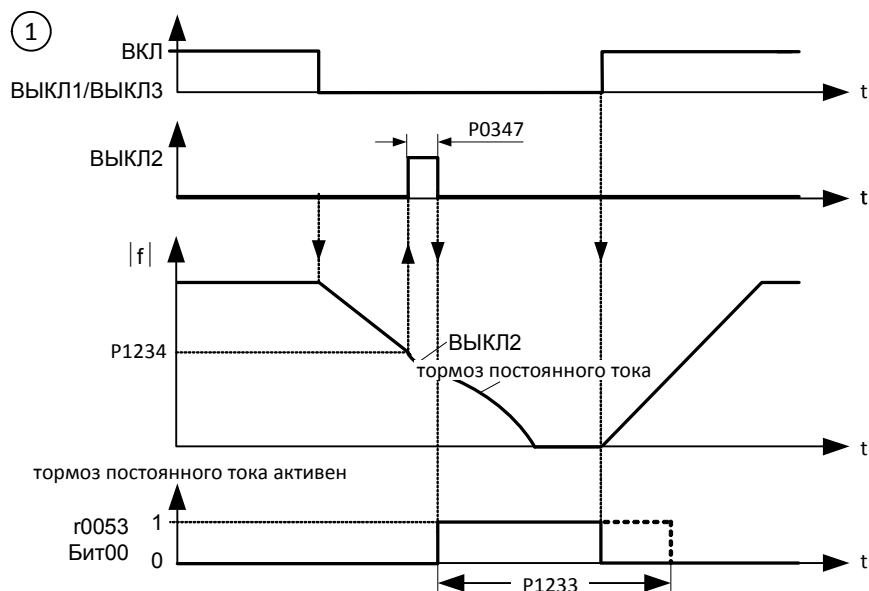 1
ВКЛ
ВЫКЛ1/ВЫКЛ3
t
P0347
ВЫКЛ2
t
|f|
P1234
ВЫКЛ2
тормоз постоянного тока
t
тормоз постоянного тока активен
r0053
Бит00
1
0
t
P1233